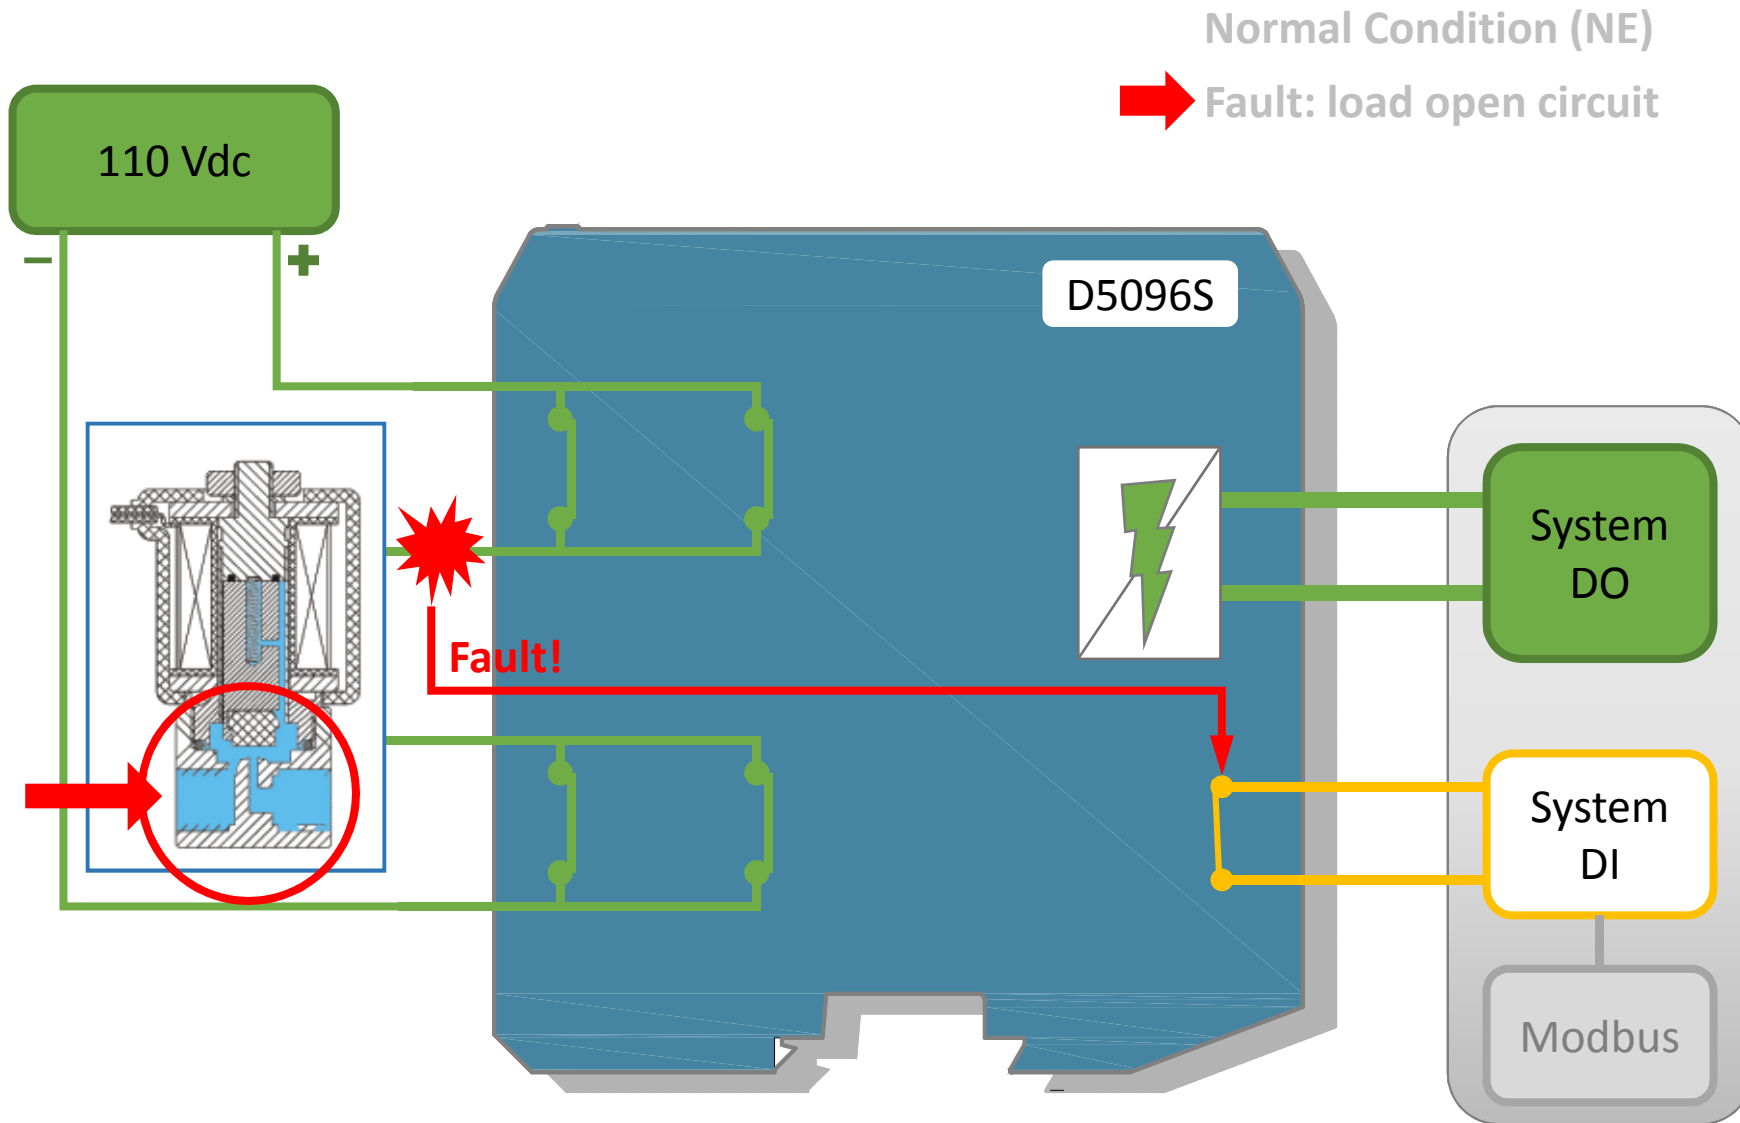 Normal Condition (NE)
Fault: load open circuit
110 Vdc
–
+
D5096S
System
DO
Fault!
System
DI
Modbus